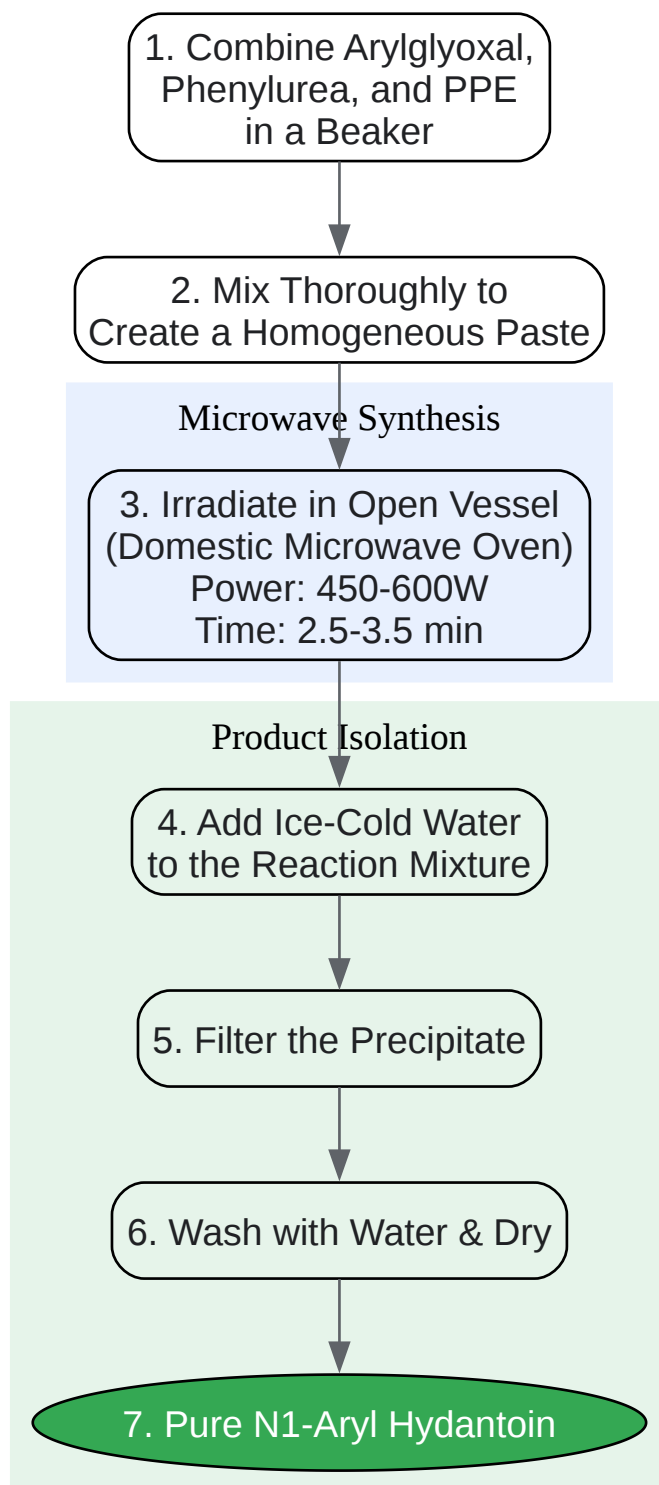 1. Combine Arylglyoxal,
Phenylurea, and PPE
in a Beaker
2. Mix Thoroughly to
Create a Homogeneous Paste
Microwave Synthesis
3. Irradiate in Open Vessel
(Domestic Microwave Oven)
Power: 450-600W
Time: 2.5-3.5 min
Product Isolation
4. Add Ice-Cold Water
to the Reaction Mixture
5. Filter the Precipitate
6. Wash with Water & Dry
7. Pure N1-Aryl Hydantoin